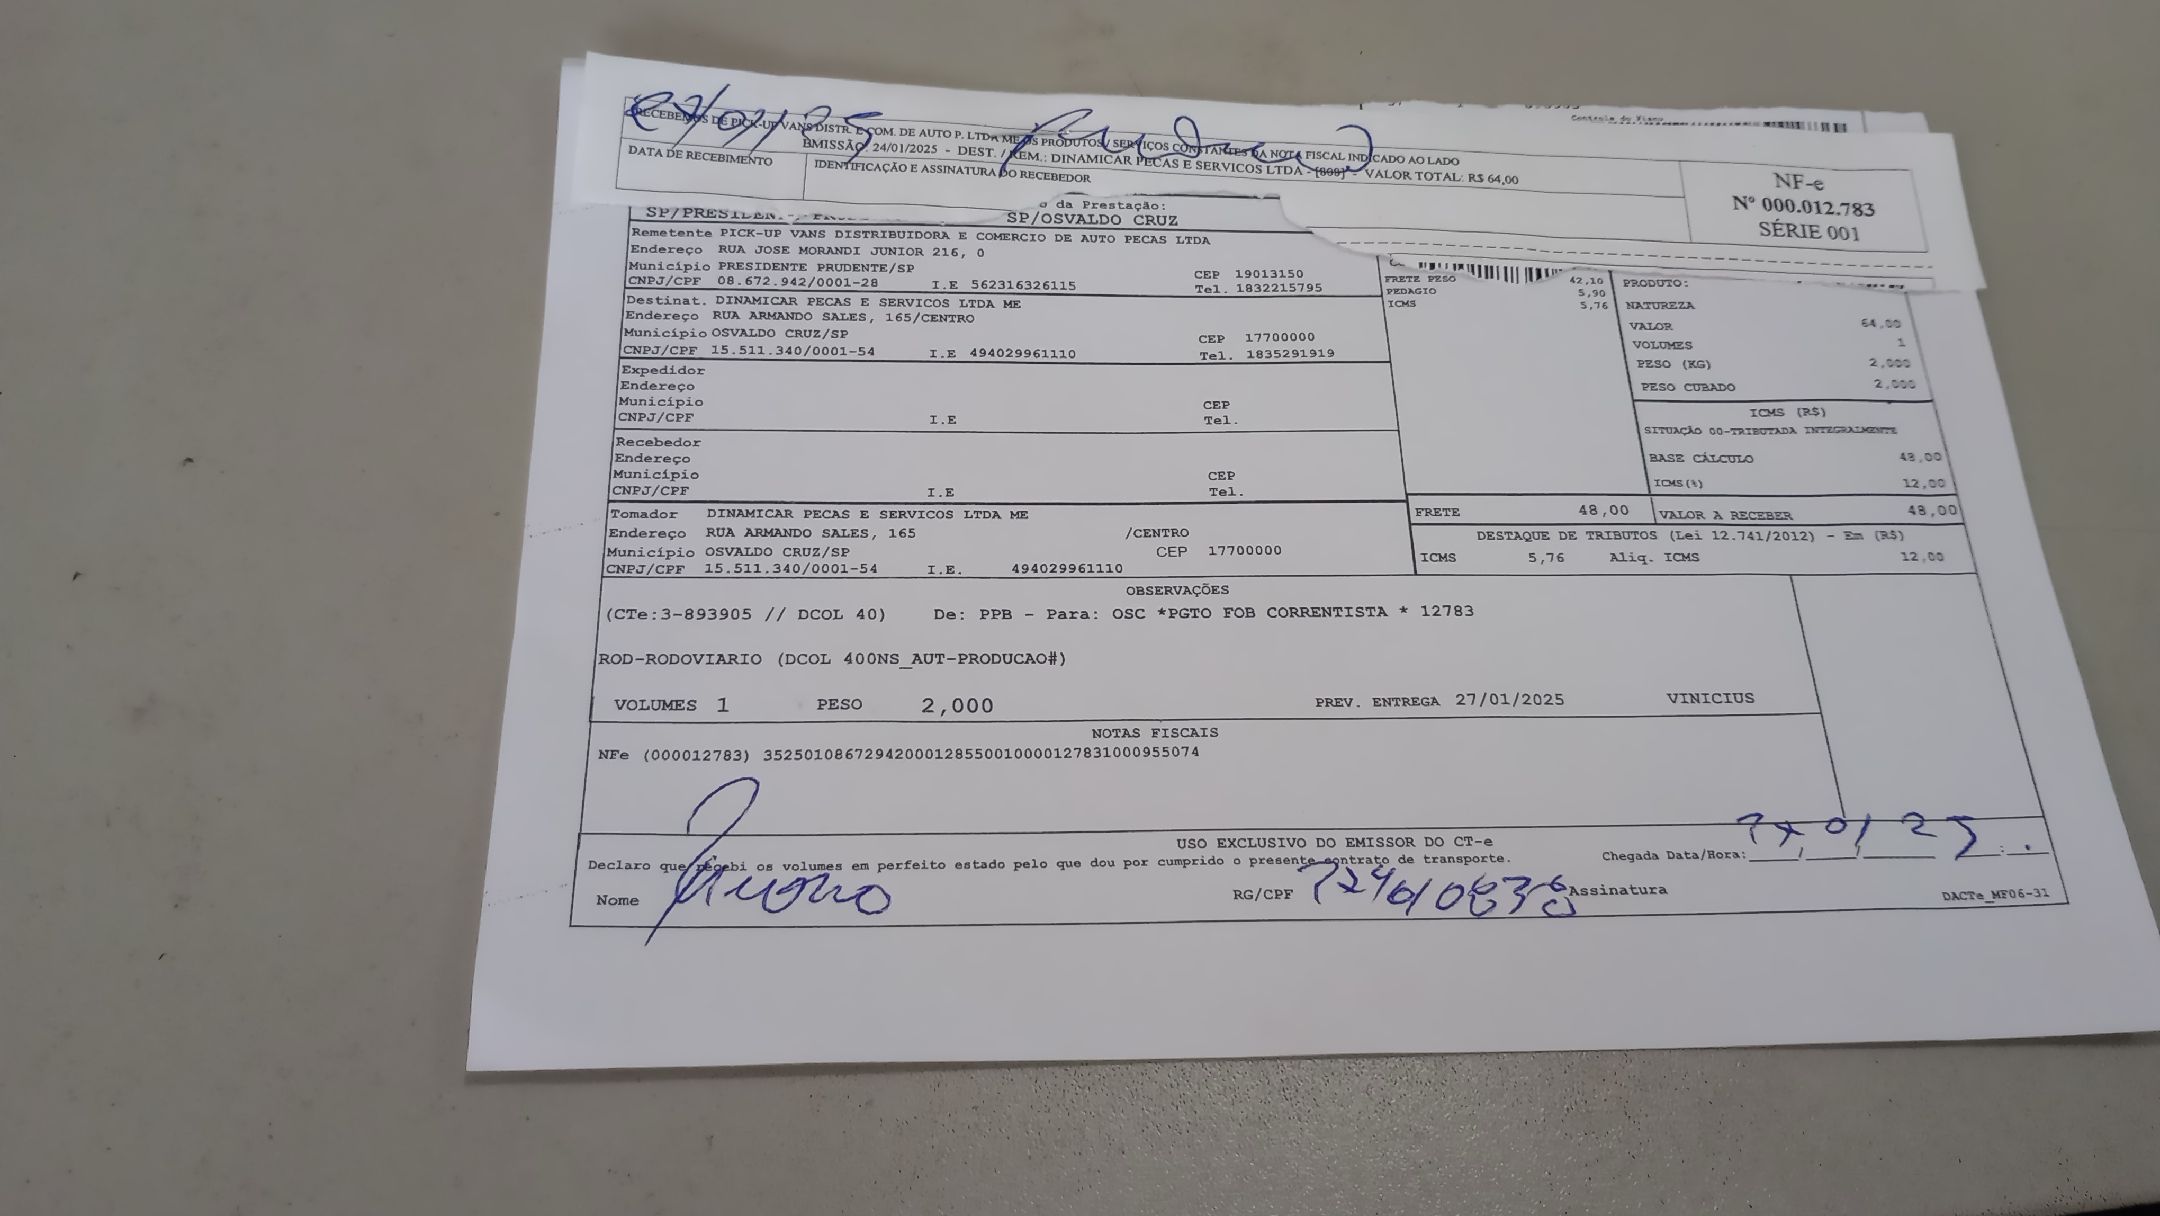 Controle do Fisco
RECEBEMOS DE PICK-UP VANS DISTR. E COM. DE AUTO P. LTDA ME OS PRODUTOS / SERVIÇOS CONSTANTES DA NOTA FISCAL INDICADO AO LADO
EMISSÃO: 24/01/2025 - DEST. / REM.: DINAMICAR PECAS E SERVICOS LTDA - - VALOR TOTAL: R$ 64,00
DATA DE RECEBIMENTO IDENTIFICAÇÃO E ASSINATURA DO RECEBEDOR
NF-e
Nº 000.012.783
SÉRIE 001
da Prestação:
SP/OSVALDO CRUZ
Remetente PICK-UP VANS DISTRIBUIDORA E COMERCIO DE AUTO PECAS LTDA
Endereço RUA JOSE MORANDI JUNIOR 216, 0
Município PRESIDENTE PRUDENTE/SP CEP 19013150
CNPJ/CPF 08.672.942/0001-28 I.E 562316326115 Tel. 1832215795
Destinat. DINAMICAR PECAS E SERVICOS LTDA ME
Endereço RUA ARMANDO SALES, 165/CENTRO
Município OSVALDO CRUZ/SP CEP 17700000
CNPJ/CPF 15.511.340/0001-54 I.E 494029961110 Tel. 1835291919
Expedidor
Endereço
Município CEP
CNPJ/CPF I.E Tel.
Recebedor
Endereço
Município CEP
CNPJ/CPF I.E Tel.
Tomador DINAMICAR PECAS E SERVICOS LTDA ME
Endereço RUA ARMANDO SALES, 165 /CENTRO
Município OSVALDO CRUZ/SP CEP 17700000
CNPJ/CPF 15.511.340/0001-54 I.E. 494029961110
FRETE PESO 42,10
PEDAGIO 5,90
ICMS 5,76
PRODUTO:
NATUREZA
VALOR 64,00
VOLUMES 1
PESO (KG) 2,000
PESO CUBADO 2,000
ICMS (R$)
SITUAÇÃO 00-TRIBUTADA INTEGRALMENTE
BASE CÁLCULO 48,00
ICMS(%) 12,00
FRETE 48,00 VALOR A RECEBER 48,00
DESTAQUE DE TRIBUTOS (Lei 12.741/2012) - Em (R$)
ICMS 5,76 Aliq. ICMS 12,00
OBSERVAÇÕES
(CTe:3-893905 // DCOL 40) De: PPB - Para: OSC *PGTO FOB CORRENTISTA * 12783
ROD-RODOVIARIO (DCOL 400NS_AUT-PRODUCAO#)
VOLUMES 1 PESO 2,000 PREV. ENTREGA 27/01/2025 VINICIUS
NOTAS FISCAIS
NFe (000012783) 35250108672942000128550010000127831000955074
USO EXCLUSIVO DO EMISSOR DO CT-e
Declaro que recebi os volumes em perfeito estado pelo que dou por cumprido o presente contrato de transporte.
Chegada Data/Hora: 27 01 25
Nome RG/CPF Assinatura
DACTe_MF06-31